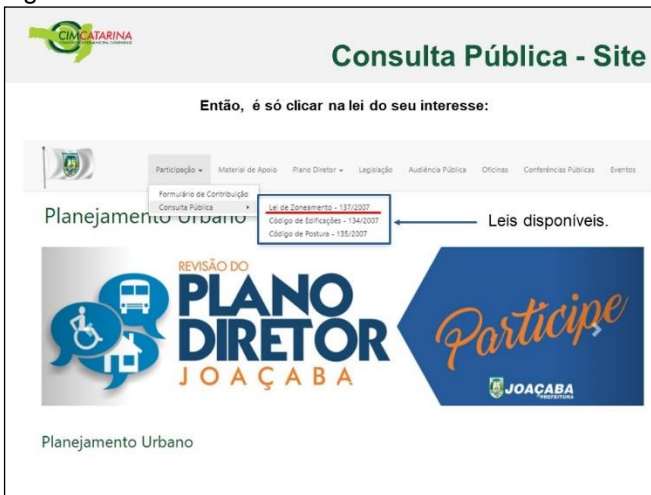 CIMCATARINA
Consulta Pública - Site
Então, é só clicar na lei do seu interesse:
Participação Material de Apoio Plano Diretor Legislação Audiência Pública Oficinas Conferências Públicas Eventos
Formulário de Contribuição
Consulta Pública
Lei de Zoneamento - 137/2007
Código de Edificações - 134/2007
Código de Postura - 135/2007
Leis disponíveis.
Planejamento Urbano
REVISÃO DO
PLANO
DIRETOR
JOAÇABA
Participe
JOAÇABA
PREFEITURA
Planejamento Urbano